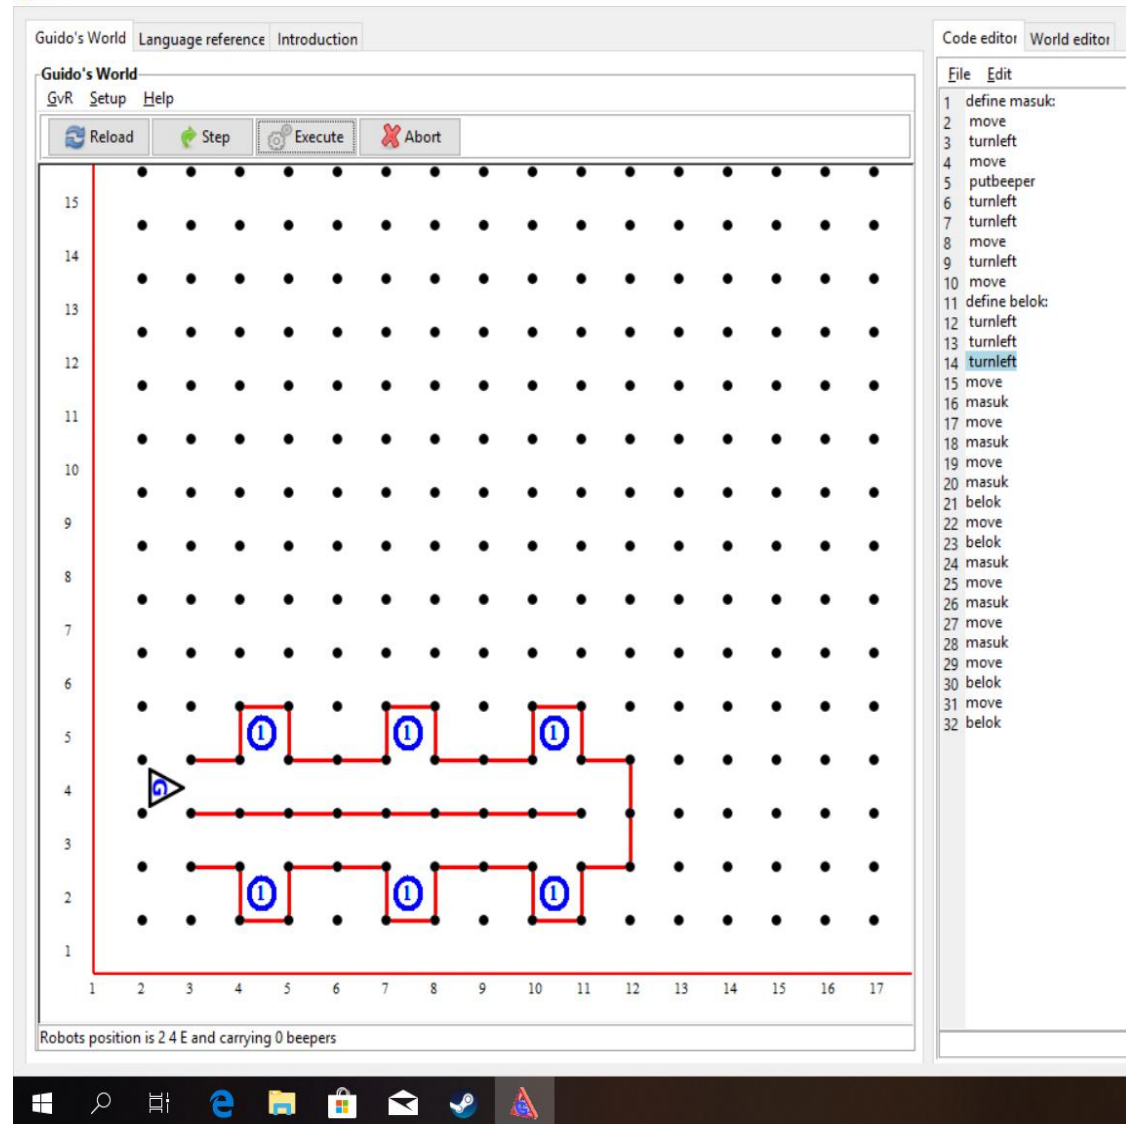 Guido's World Language reference Introduction
Guido's World
GvR Setup Help
Reload Step Execute Abort
15
14
13
12
11
10
9
8
7
6
5
4
3
2
1
G
1 1 1
1 1 1
1 2 3 4 5 6 7 8 9 10 11 12 13 14 15 16 17
Robots position is 2 4 E and carrying 0 beepers
Code editor World editor
File Edit
1 define masuk:
2 move
3 turnleft
4 move
5 putbeeper
6 turnleft
7 turnleft
8 move
9 turnleft
10 move
11 define belok:
12 turnleft
13 turnleft
14 turnleft
15 move
16 masuk
17 move
18 masuk
19 move
20 masuk
21 belok
22 move
23 belok
24 masuk
25 move
26 masuk
27 move
28 masuk
29 move
30 belok
31 move
32 belok